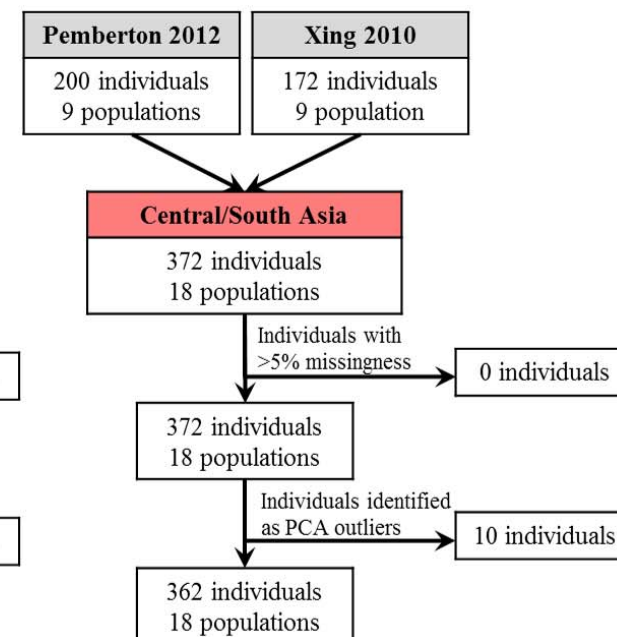 Pemberton 2012
200 individuals
9 populations
Xing 2010
172 individuals
9 population
Central/South Asia
372 individuals
18 populations
Individuals with
>5% missingness
0 individuals
372 individuals
18 populations
Individuals identified
as PCA outliers
10 individuals
362 individuals
18 populations